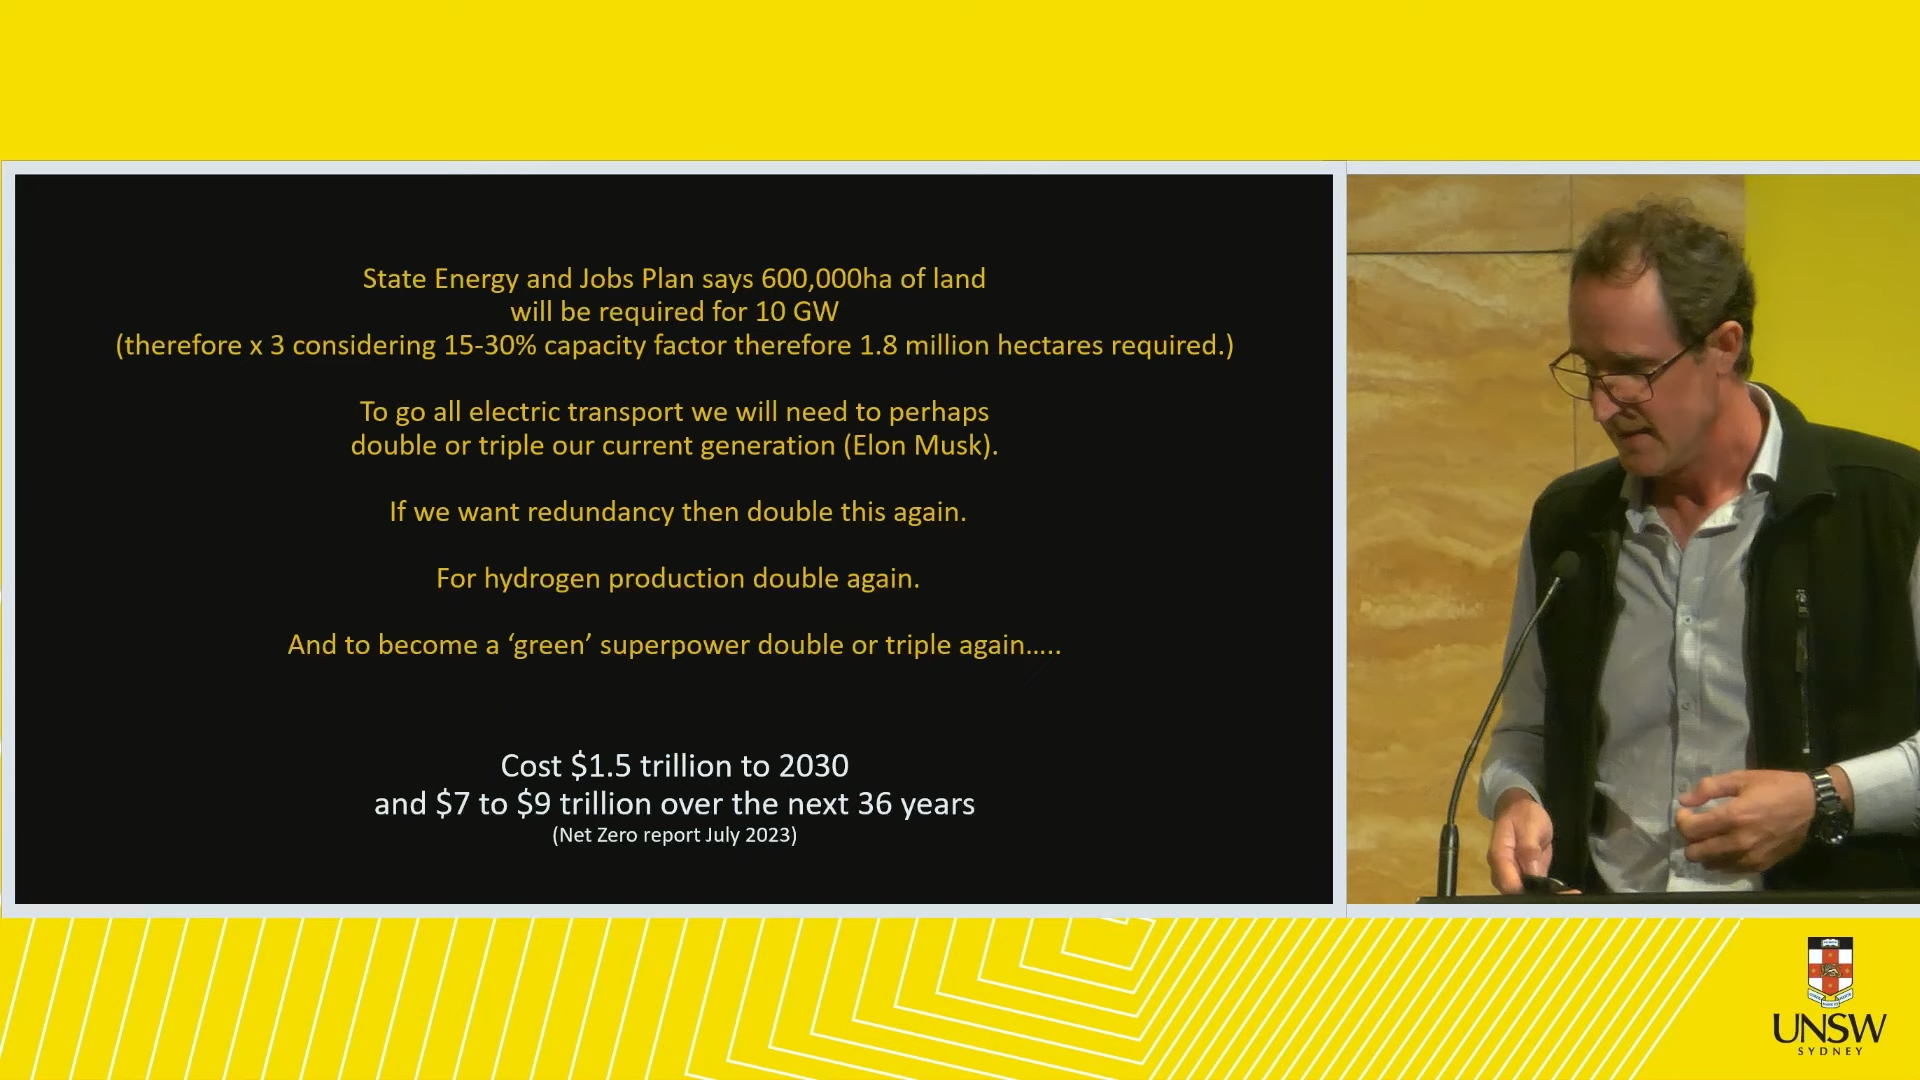 State Energy and Jobs Plan says 600,000ha of land
will be required for 10 GW
(therefore x 3 considering 15-30% capacity factor therefore 1.8 million hectares required.)
To go all electric transport we will need to perhaps
double or triple our current generation (Elon Musk).
If we want redundancy then double this again.
For hydrogen production double again.
And to become a ‘green’ superpower double or triple again.....
Cost $1.5 trillion to 2030
and $7 to $9 trillion over the next 36 years
(Net Zero report July 2023)
UNSW
SYDNEY